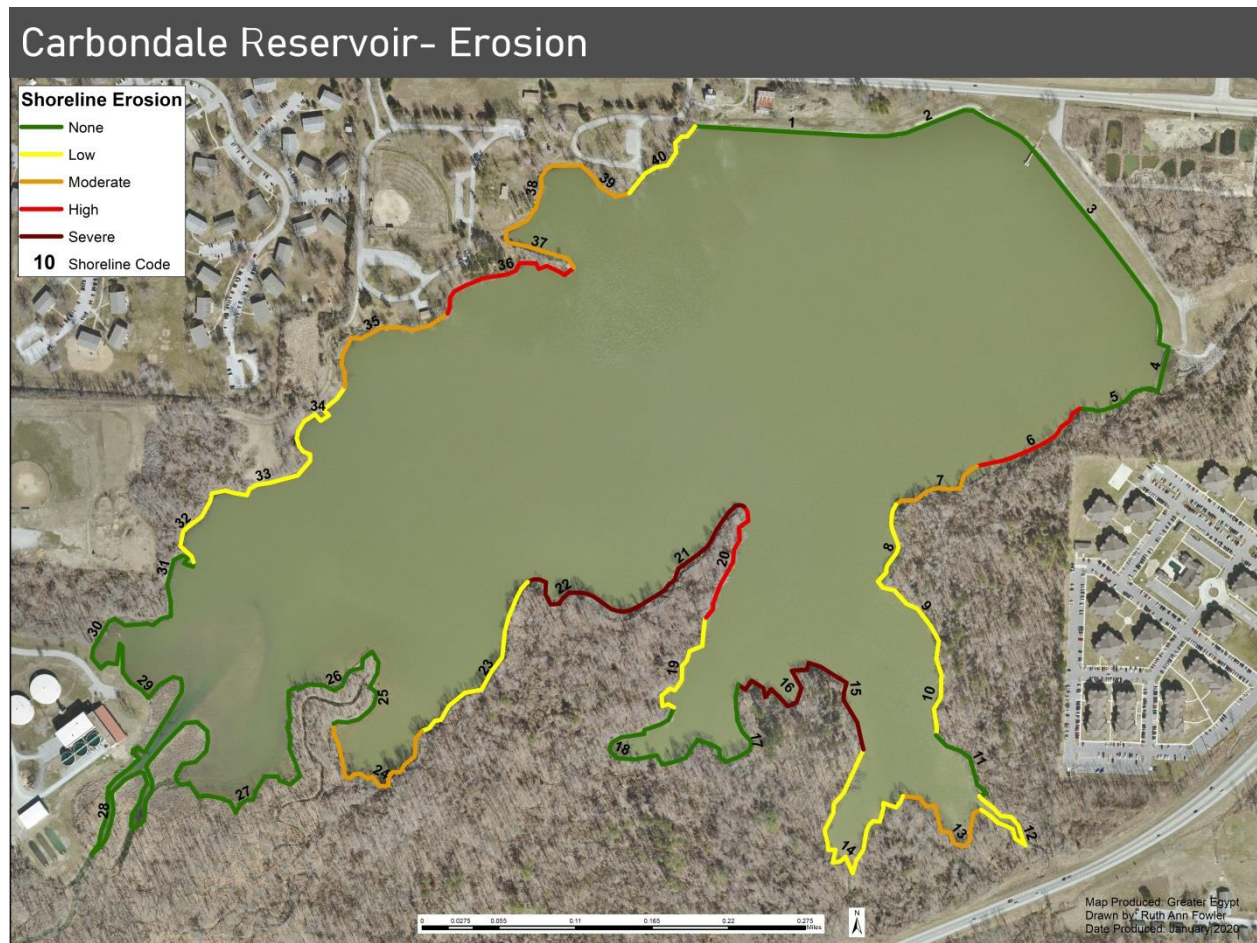 Carbondale Reservoir- Erosion
Shoreline Erosion
None
Low
Moderate
High
Severe
10 Shoreline Code
1
2
3
4
5
6
7
8
9
10
11
12
13
14
15
16
17
18
19
20
21
22
23
24
25
26
27
28
29
30
31
32
33
34
35
36
37
38
39
40
0 0.0275 0.055 0.11 0.165 0.22 0.275
Miles
N
Map Produced: Greater Egypt
Drawn by: Ruth Ann Fowler
Date Produced: January 2020